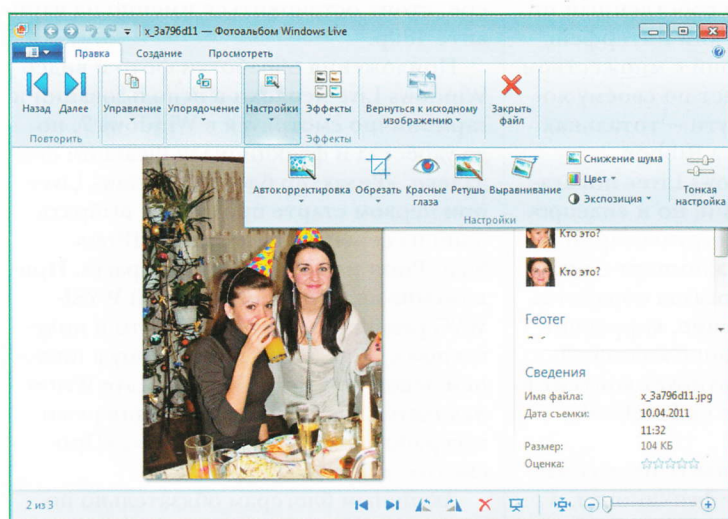 x_3a796d11 — Фотоальбом Windows Live
Правка Создание Просмотреть
Назад Далее Управление Упорядочение Настройки Эффекты Вернуться к исходному изображению Закрыть файл
Повторить Эффекты
Автокорректировка Обрезать Красные глаза Ретушь Выравнивание
Снижение шума
Цвет
Экспозиция
Тонкая настройка
Настройки
Кто это?
Кто это?
Геотег
Сведения
Имя файла: x_3a796d11.jpg
Дата съемки: 10.04.2011
11:32
Размер: 104 КБ
Оценка:
2 из 3